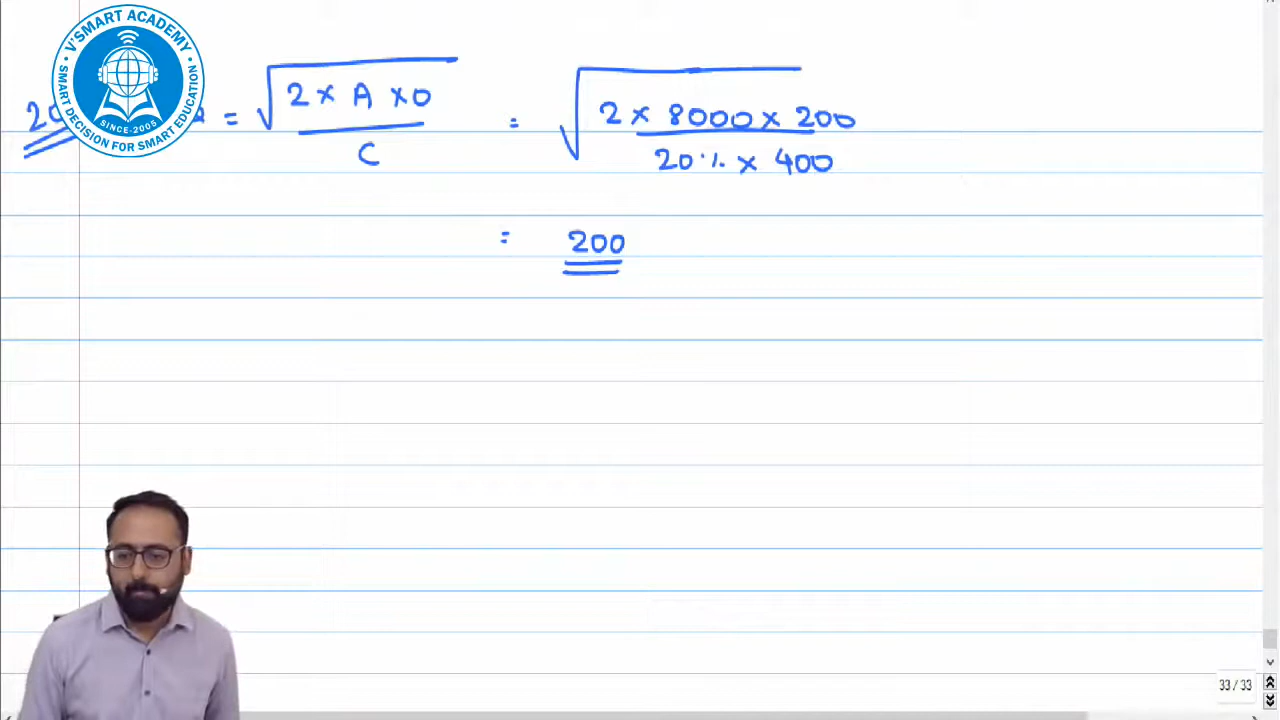 V'SMART ACADEMY
SMART DECISION FOR SMART EDUCATION
SINCE-2005
= √ 2 × A × O / C = √ 2 × 8000 × 200 / 20% × 400
= 200
33 / 33